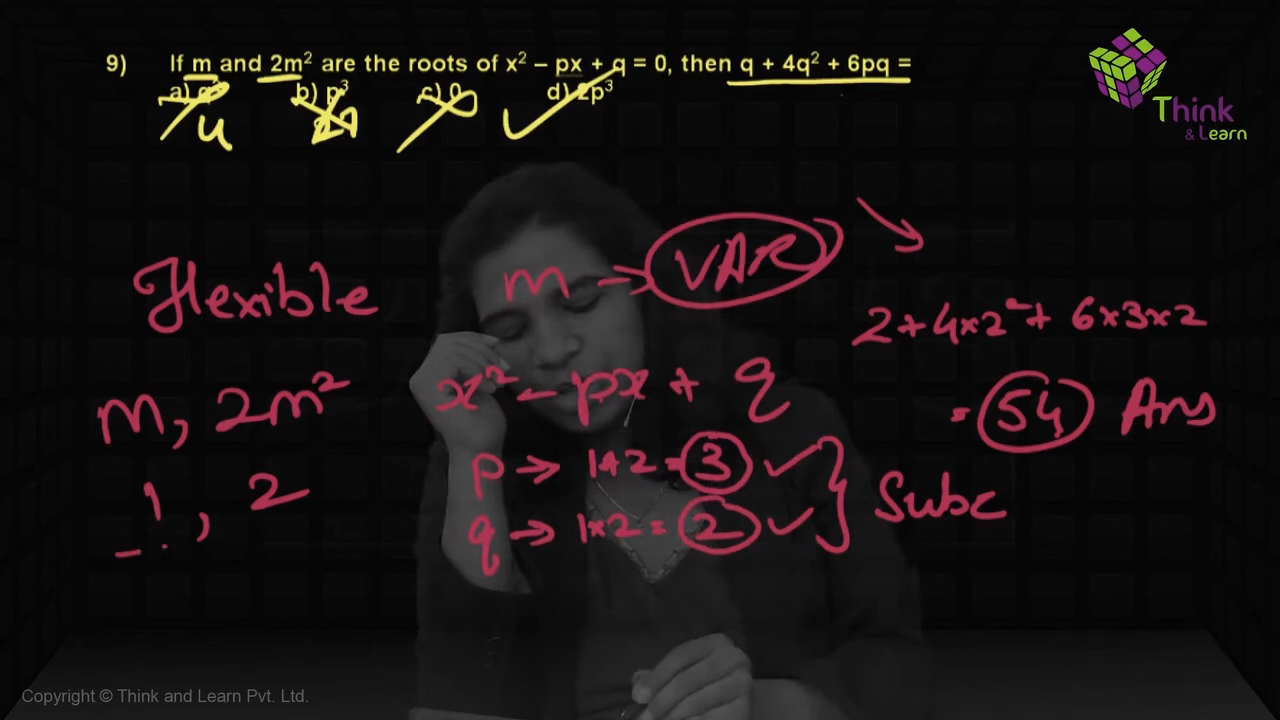 9) If m and 2m² are the roots of x² – px + q = 0, then q + 4q² + 6pq =
b) p³ c) 0 d) 2p³
4 27
Think
& Learn
Flexible m → VAR
2+4×2²+ 6×3×2
m, 2m² x² – px + q
= 54 Ans
1, 2 p → 1+2 = 3
q → 1×2 = 2
Subs
Copyright © Think and Learn Pvt. Ltd.